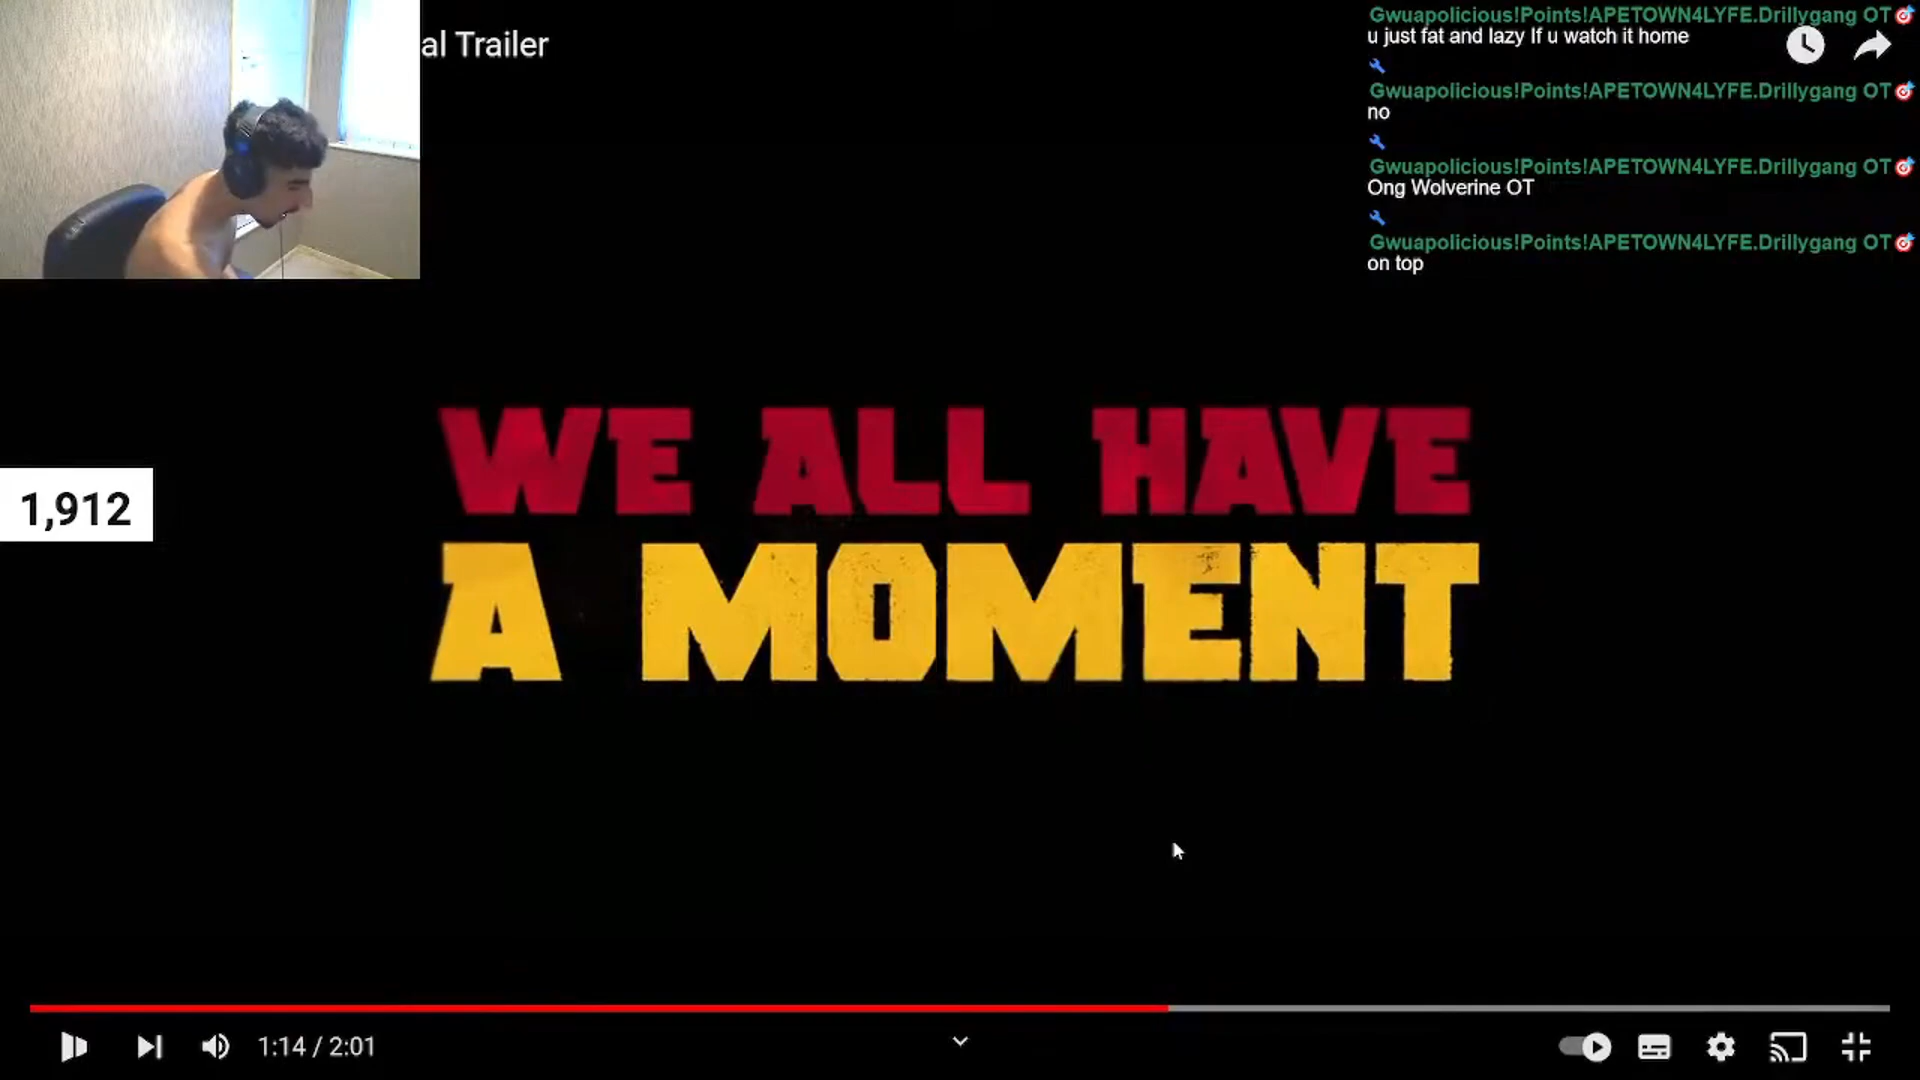 al Trailer
Gwuapolicious!Points!APETOWN4LYFE.Drillygang OT
u just fat and lazy If u watch it home
Gwuapolicious!Points!APETOWN4LYFE.Drillygang OT
no
Gwuapolicious!Points!APETOWN4LYFE.Drillygang OT
Ong Wolverine OT
Gwuapolicious!Points!APETOWN4LYFE.Drillygang OT
on top
WE ALL HAVE
A MOMENT
1,912
1:14 / 2:01